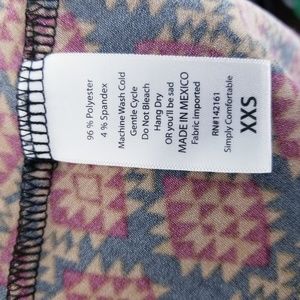 96 % Polyester
4 % Spandex
Machine Wash Cold
Gentle Cycle
Do Not Bleach
Hang Dry
OR you'll be sad
MADE IN MEXICO
Fabric imported
RN#142161
Simply Comfortable
XXS